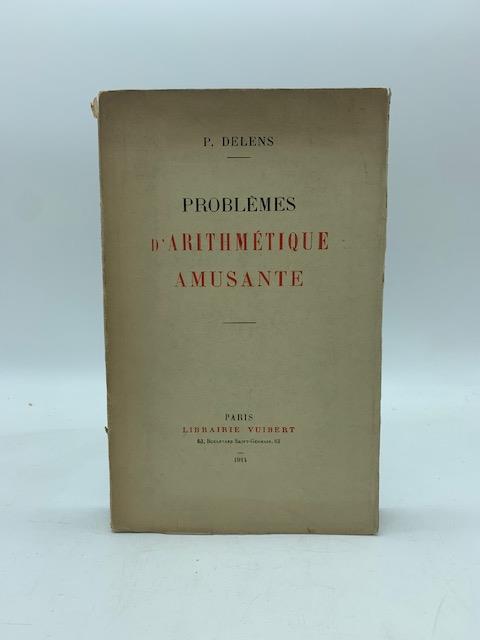 P. DELENS
PROBLÈMES
D'ARITHMÉTIQUE
AMUSANTE
PARIS
LIBRAIRIE VUIBERT
63, BOULEVARD SAINT-GERMAIN, 63
1914